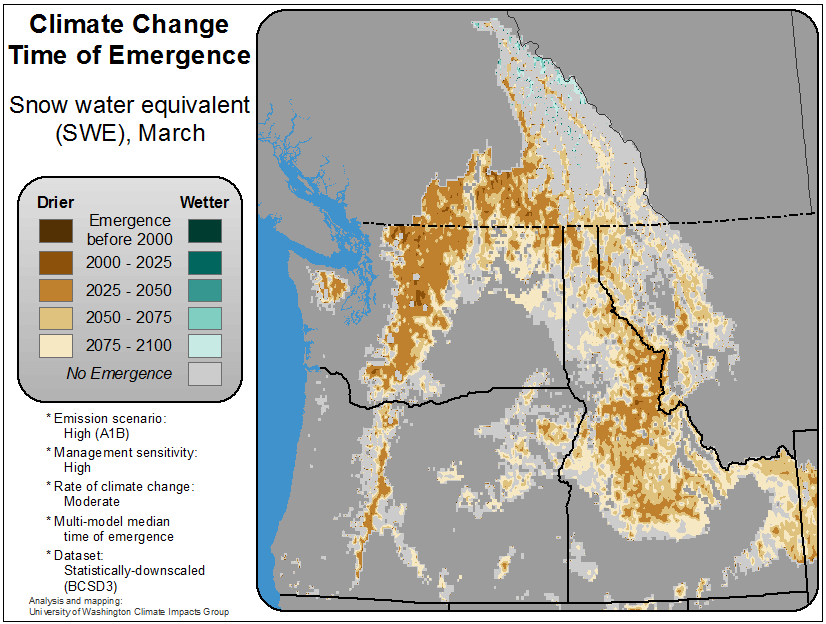 Climate Change
Time of Emergence
Snow water equivalent
(SWE), March
Drier Wetter
Emergence
before 2000
2000 - 2025
2025 - 2050
2050 - 2075
2075 - 2100
No Emergence
* Emission scenario:
High (A1B)
* Management sensitivity:
High
* Rate of climate change:
Moderate
* Multi-model median
time of emergence
* Dataset:
Statistically-downscaled
(BCSD3)
Analysis and mapping:
University of Washington Climate Impacts Group